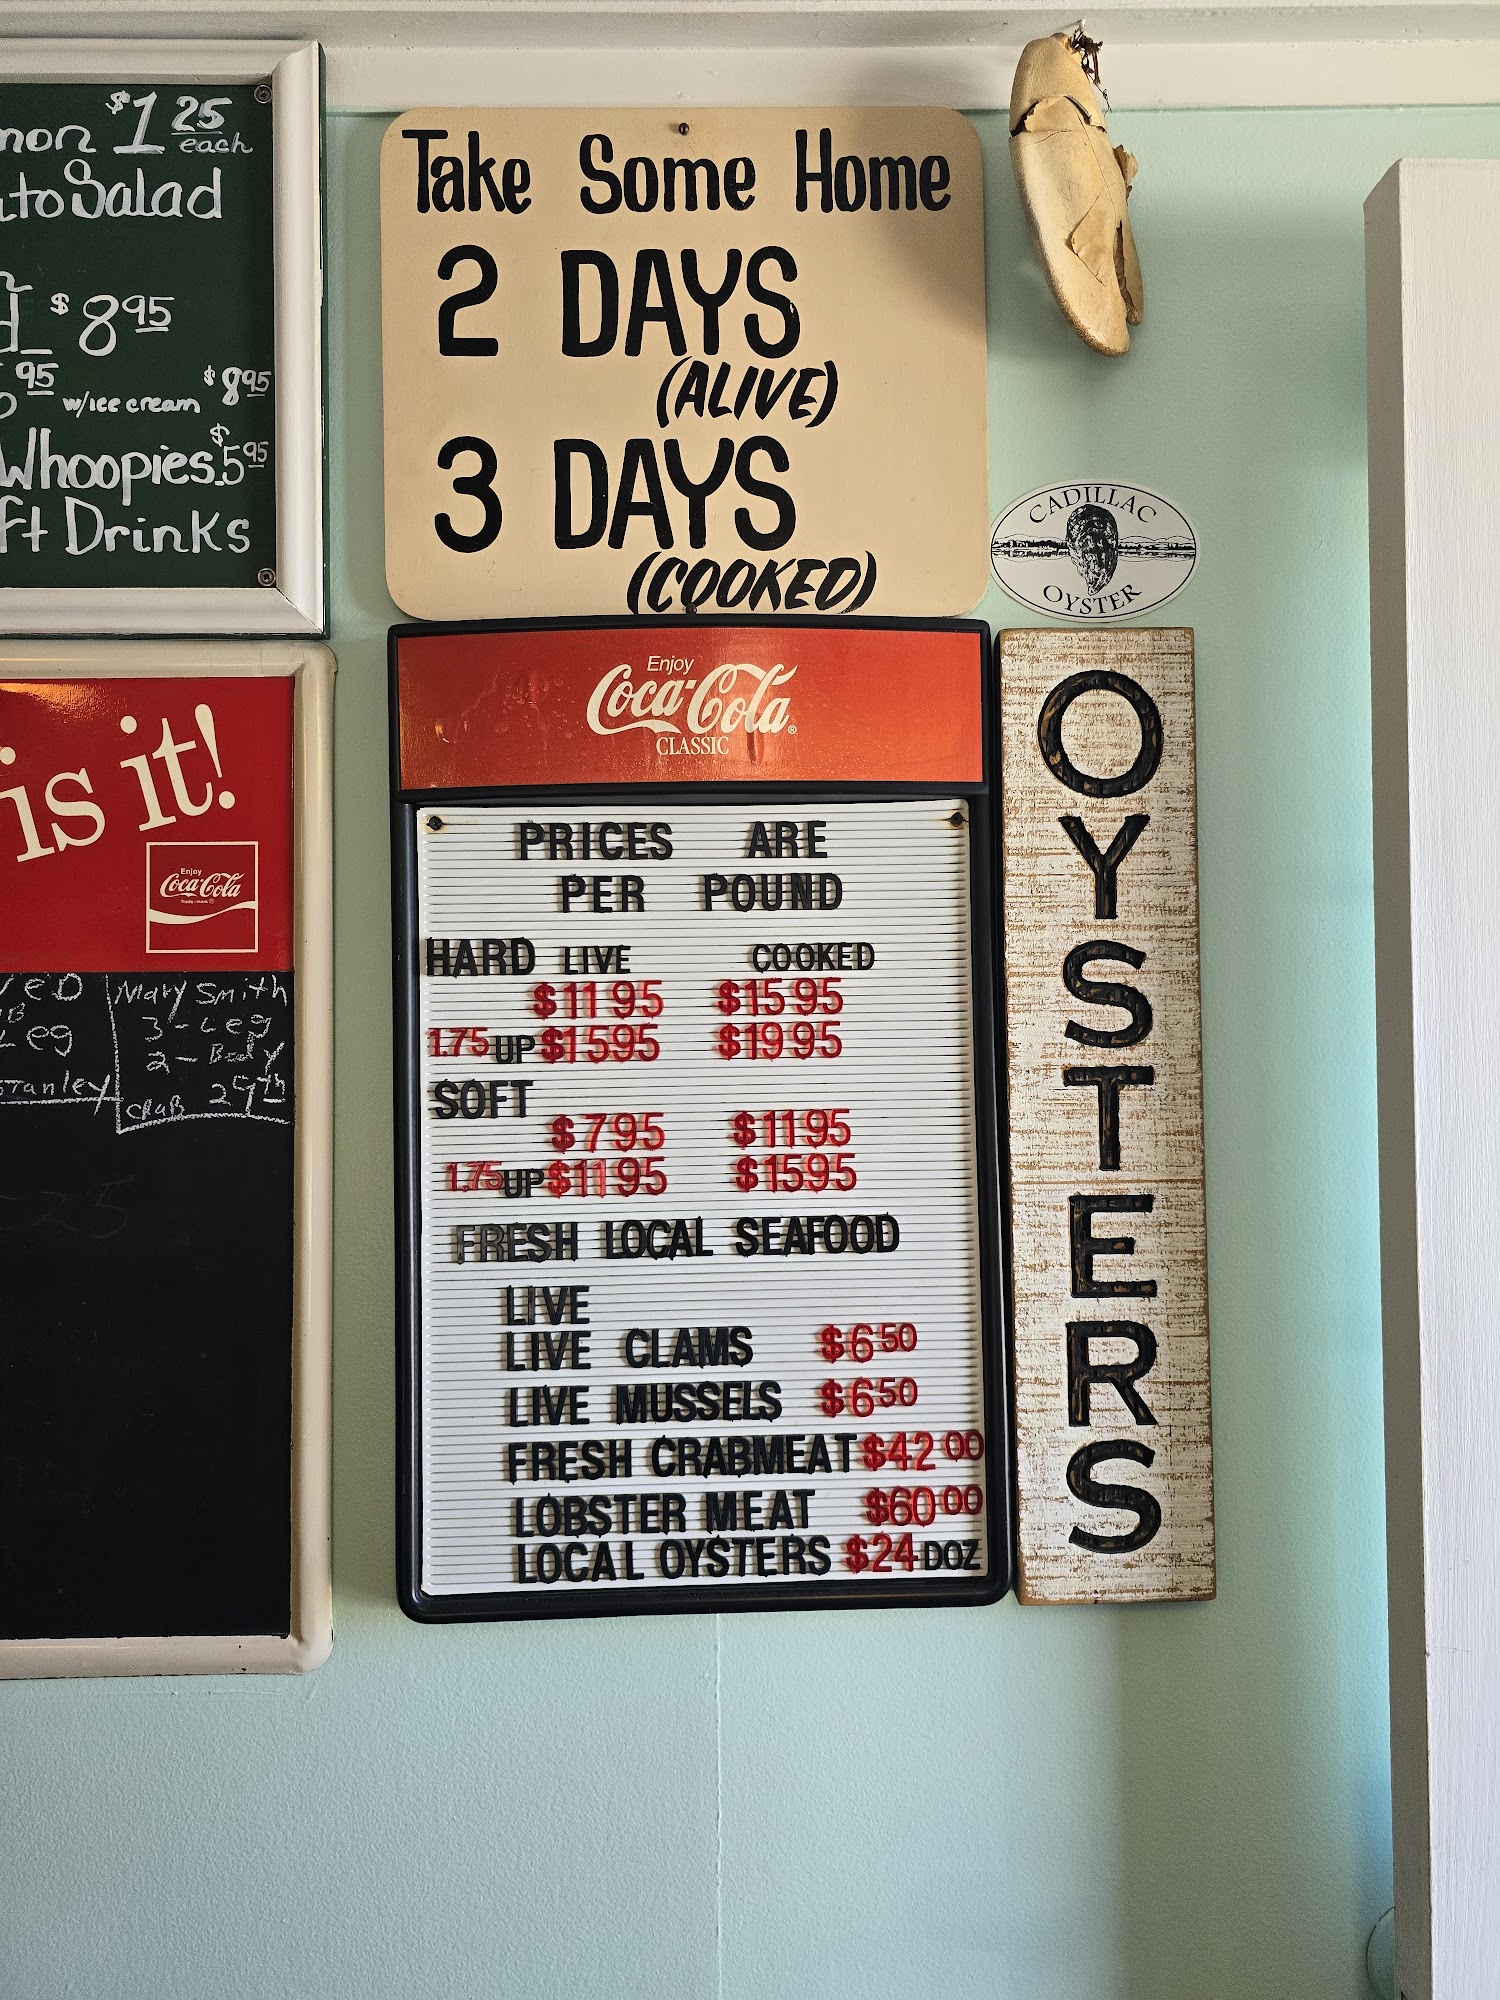 $1 25
each
Salad
$8 95
95 w/ice cream $8 95
Whoopies $5 95
Drinks
is it!
Enjoy
Coca-Cola
Mary Smith
3-Leg
2-Body
Stanley
CRAB 29th
Take Some Home
2 DAYS
(ALIVE)
3 DAYS
(COOKED)
Enjoy
Coca-Cola
CLASSIC
PRICES ARE
PER POUND
HARD LIVE COOKED
$11 95 $15 95
1.75 UP $15 95 $19 95
SOFT
$7 95 $11 95
1.75 UP $11 95 $15 95
FRESH LOCAL SEAFOOD
LIVE
LIVE CLAMS $6 50
LIVE MUSSELS $6 50
FRESH CRABMEAT $42 00
LOBSTER MEAT $60 00
LOCAL OYSTERS $24 DOZ
CADILLAC
OYSTER
OYSTERS